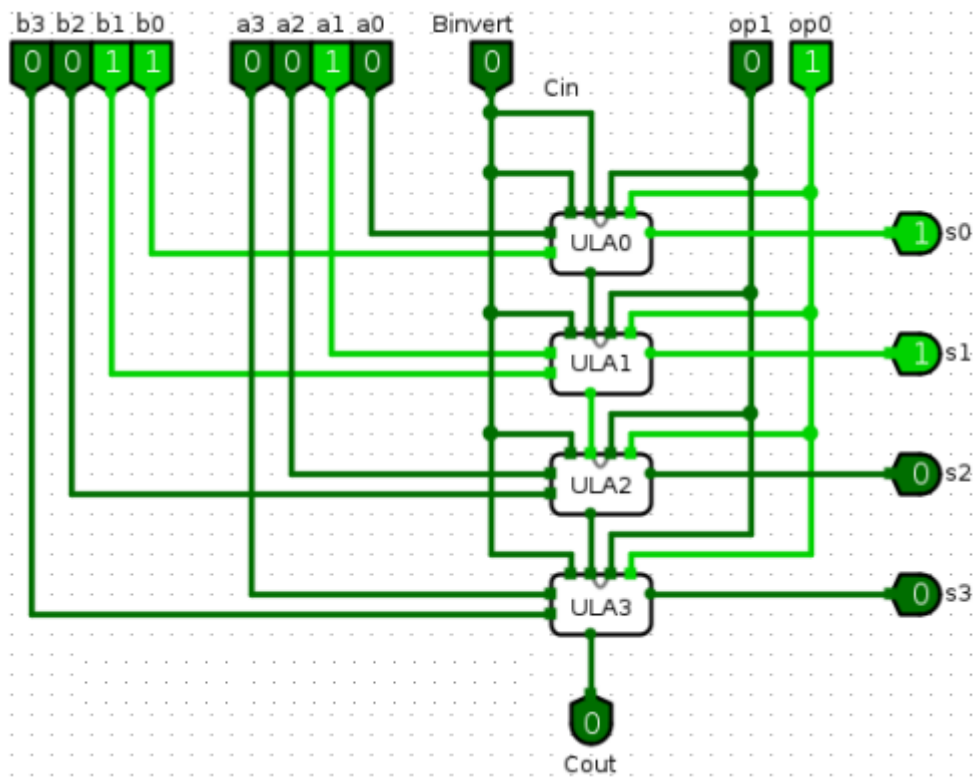 b3 b2 b1 b0 a3 a2 a1 a0 Binvert op1 op0
0 0 1 1 0 0 1 0 0 0 1
Cin
ULA0 1 s0
ULA1 1 s1
ULA2 0 s2
ULA3 0 s3
0
Cout